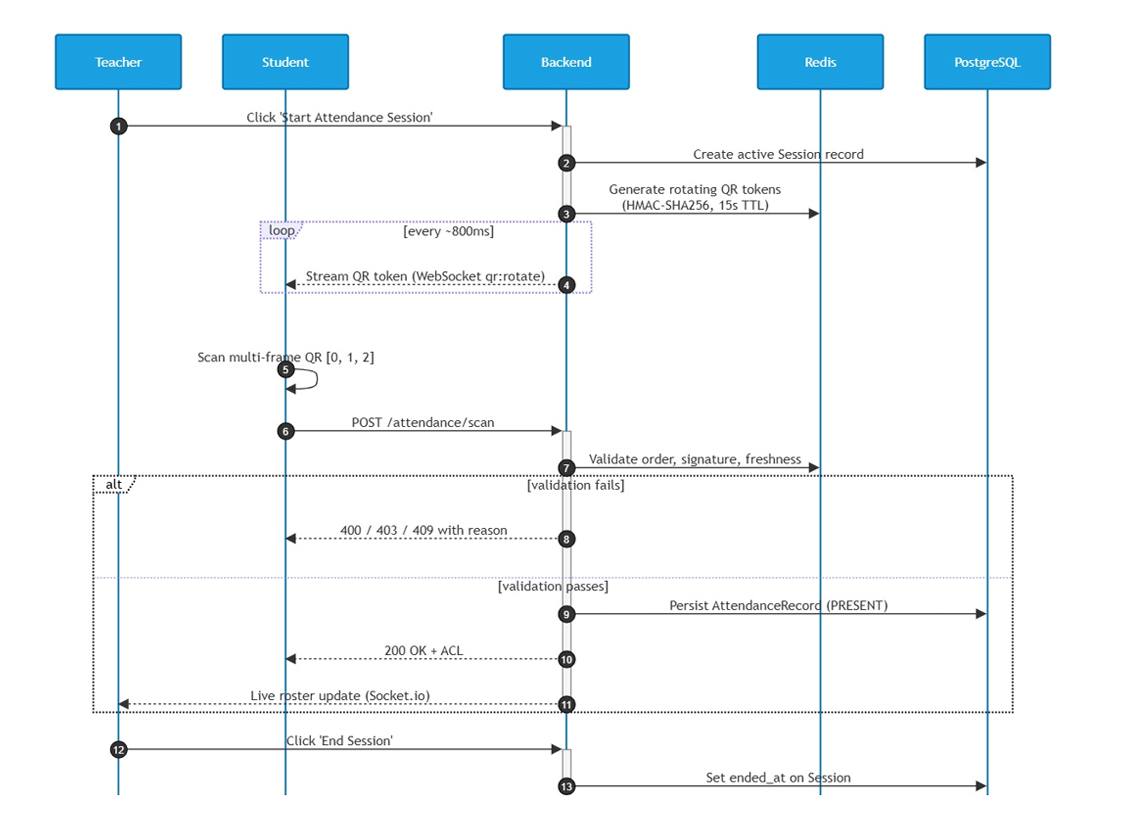 Teacher
Student
Backend
Redis
PostgreSQL
1
Click 'Start Attendance Session'
2
Create active Session record
Generate rotating QR tokens
(HMAC-SHA256, 15s TTL)
3
loop
[every ~800ms]
Stream QR token (WebSocket qr:rotate)
4
Scan multi-frame QR [0, 1, 2]
5
6
POST /attendance/scan
7
Validate order, signature, freshness
alt
[validation fails]
400 / 403 / 409 with reason
8
[validation passes]
9
Persist AttendanceRecord (PRESENT)
200 OK + ACL
10
Live roster update (Socket.io)
11
12
Click 'End Session'
13
Set ended_at on Session